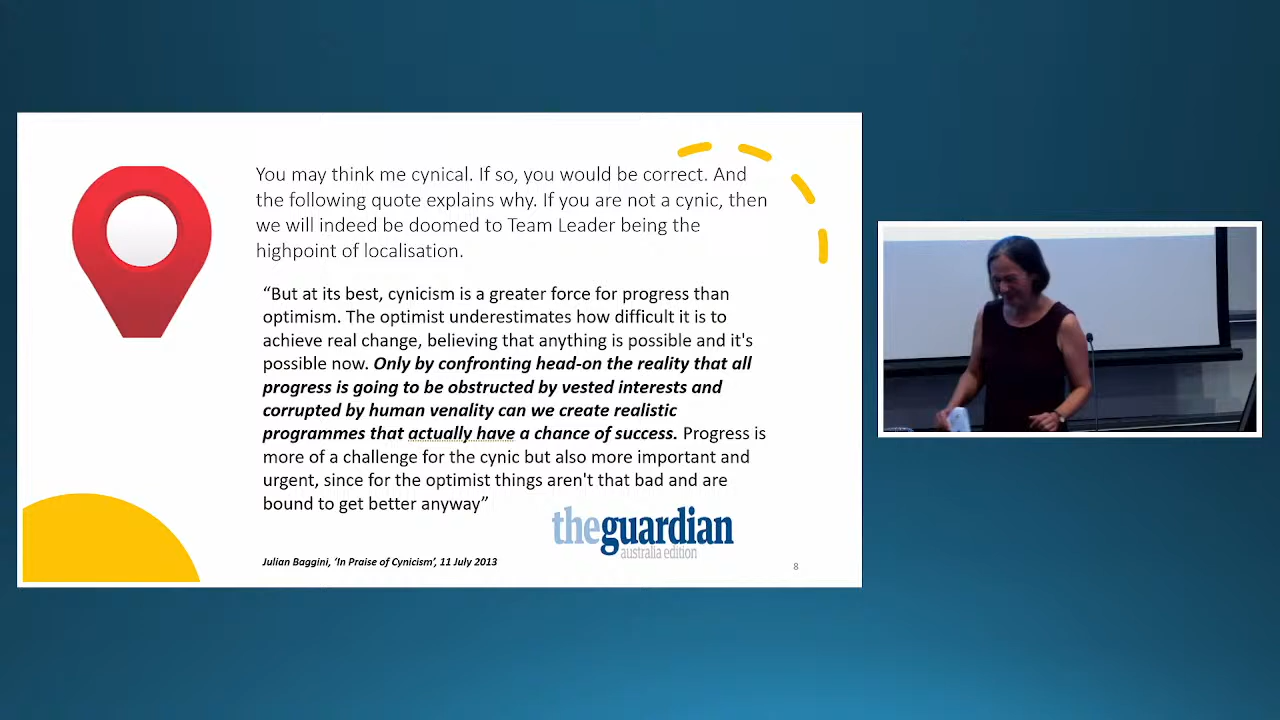 You may think me cynical. If so, you would be correct. And
the following quote explains why. If you are not a cynic, then
we will indeed be doomed to Team Leader being the
highpoint of localisation.
“But at its best, cynicism is a greater force for progress than
optimism. The optimist underestimates how difficult it is to
achieve real change, believing that anything is possible and it's
possible now. Only by confronting head-on the reality that all
progress is going to be obstructed by vested interests and
corrupted by human venality can we create realistic
programmes that actually have a chance of success. Progress is
more of a challenge for the cynic but also more important and
urgent, since for the optimist things aren't that bad and are
bound to get better anyway”
theguardian
australia edition
Julian Baggini, ‘In Praise of Cynicism’, 11 July 2013
8